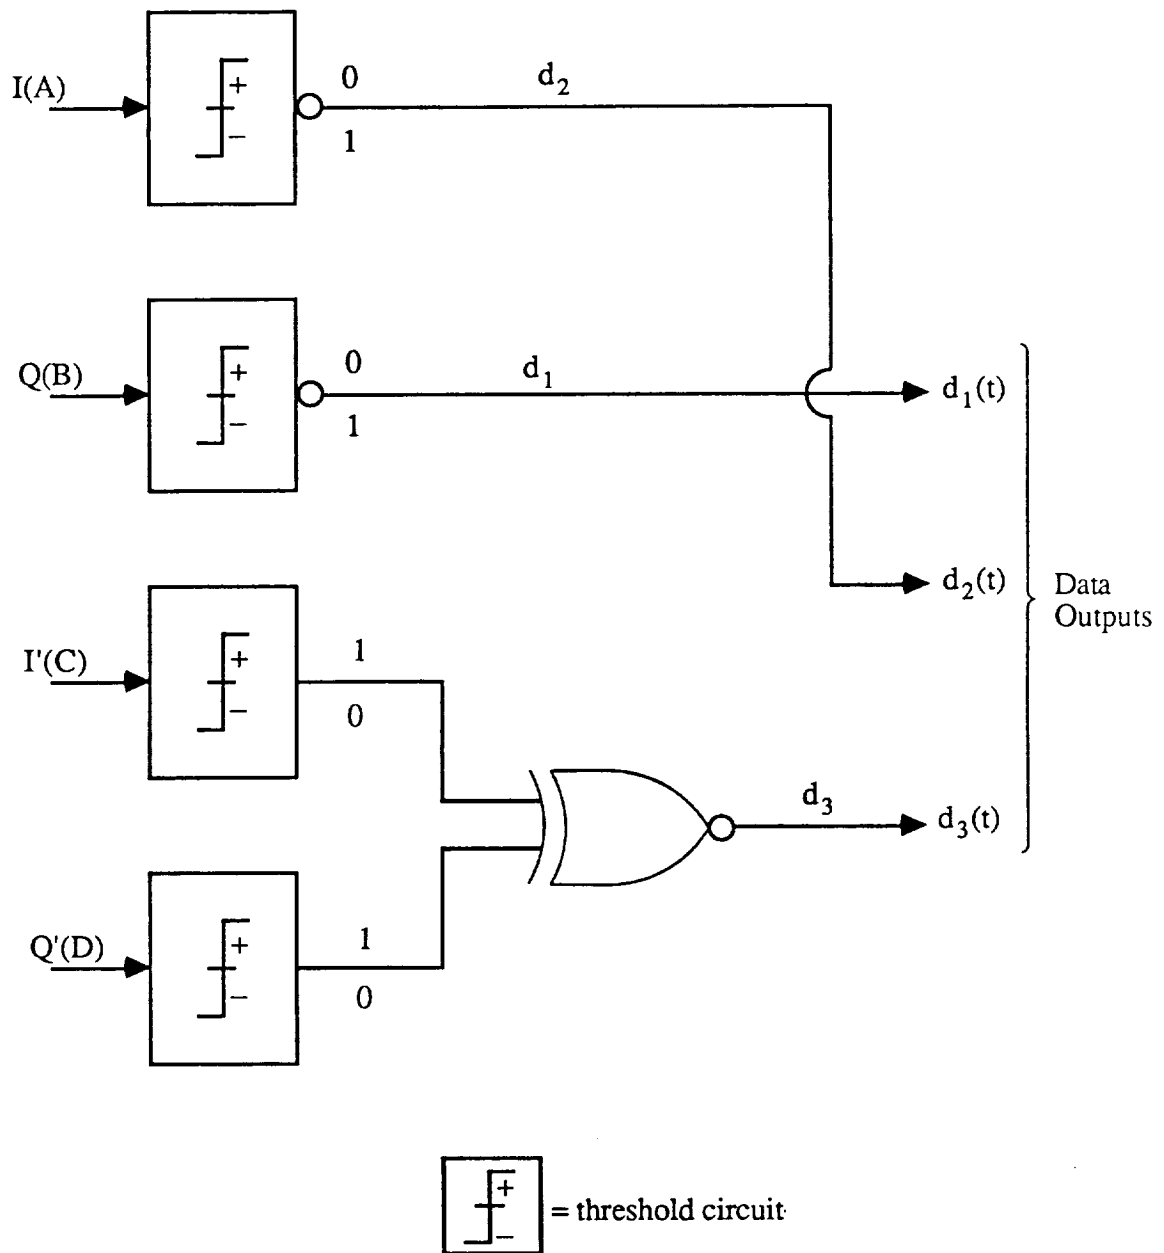 I(A)
+
−
0
1
d2
Q(B)
+
−
0
1
d1
d1(t)
d2(t)
Data
Outputs
I'(C)
+
−
1
0
d3
d3(t)
Q'(D)
+
−
1
0
+
−
= threshold circuit